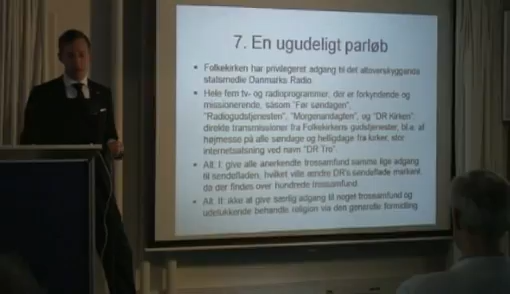 7. En ugudeligt parløb
Folkekirken har privilegeret adgang til det altoverskyggende
statsmedie Danmarks Radio.
Hele fem tv- og radioprogrammer, der er forkyndende og
missionerende, såsom "Før søndagen",
"Radiogudstjenesten", "Morgenandagten", og "DR Kirken"
direkte transmissioner fra Folkekirkens gudstjenester, bl.a. af
højmesse på alle søndage og helligdage fra kirker, stor
internetsatsning ved navn "DR Tro"
Alt. I: give alle anerkendte trossamfund samme lige adgang
til sendefladen, hvilket ville ændre DR's sendeflade markant,
da der findes over hundrede trossamfund
Alt. II: ikke at give særlig adgang til noget trossamfund og
udelukkende behandle religion via den generelle formidling